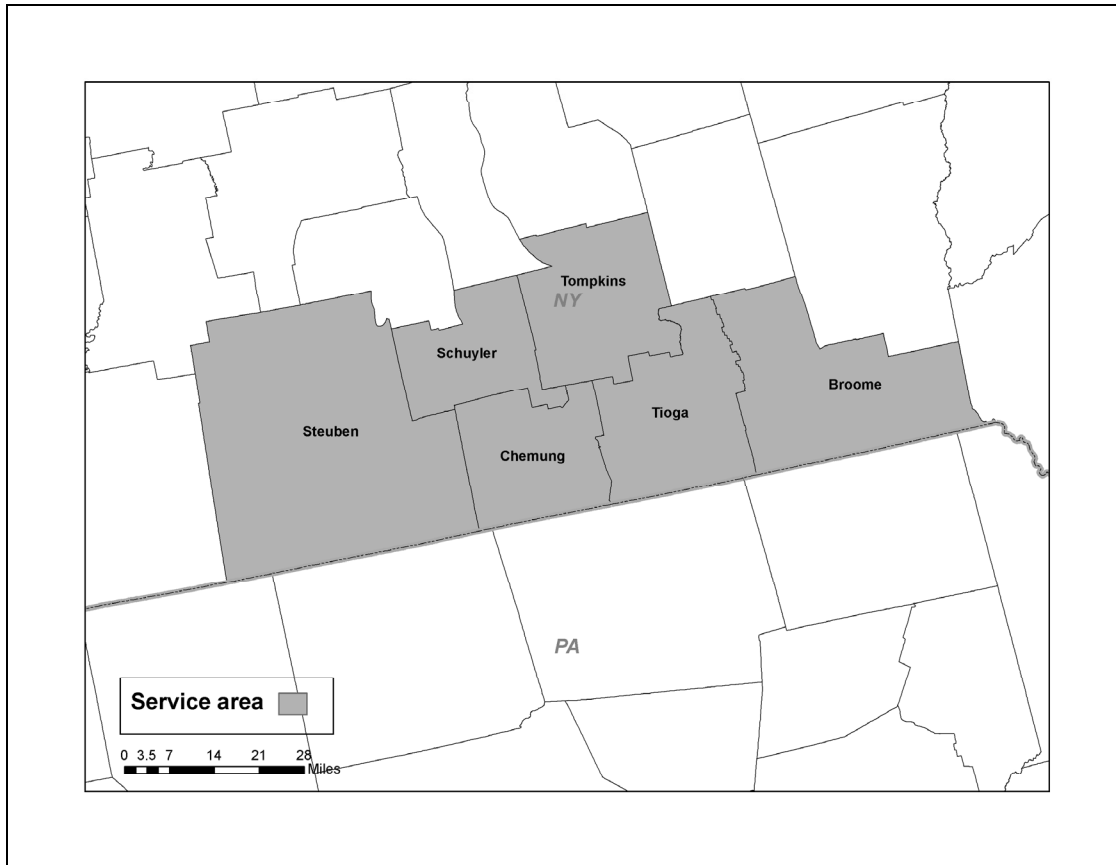 Tompkins
NY
Schuyler
Broome
Tioga
Steuben
Chemung
PA
Service area
0 3.5 7 14 21 28
Miles